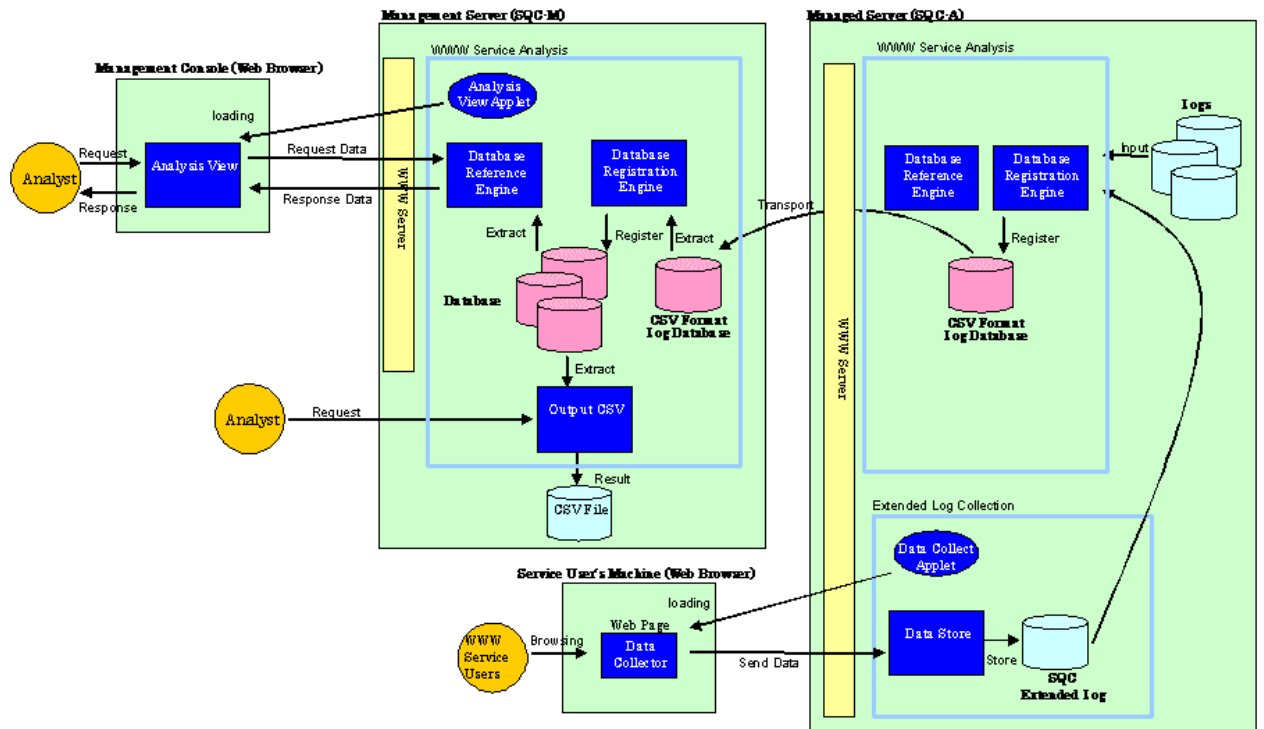 Management Server (SQC-M)
Managed Server (SQC-A)
WWW Service Analysis
WWW Service Analysis
Management Console (Web Browser)
Analysis
View Applet
loading
Logs
Request
Analysis View
Request Data
Database
Reference
Engine
Database
Registration
Engine
WWW Server
Database
Reference
Engine
Database
Registration
Engine
Input
Analyst
Response
Response Data
Transport
Extract
Register
Extract
Register
Database
CSV Format
Log Database
CSV Format
Log Database
WWW Server
Extract
Analyst
Request
Output CSV
Result
CSV File
Extended Log Collection
Data Collect
Applet
Service User's Machine (Web Browser)
loading
Web Page
WWW
Service
Users
Browsing
Data
Collector
Send Data
Data Store
Store
SQC
Extended Log